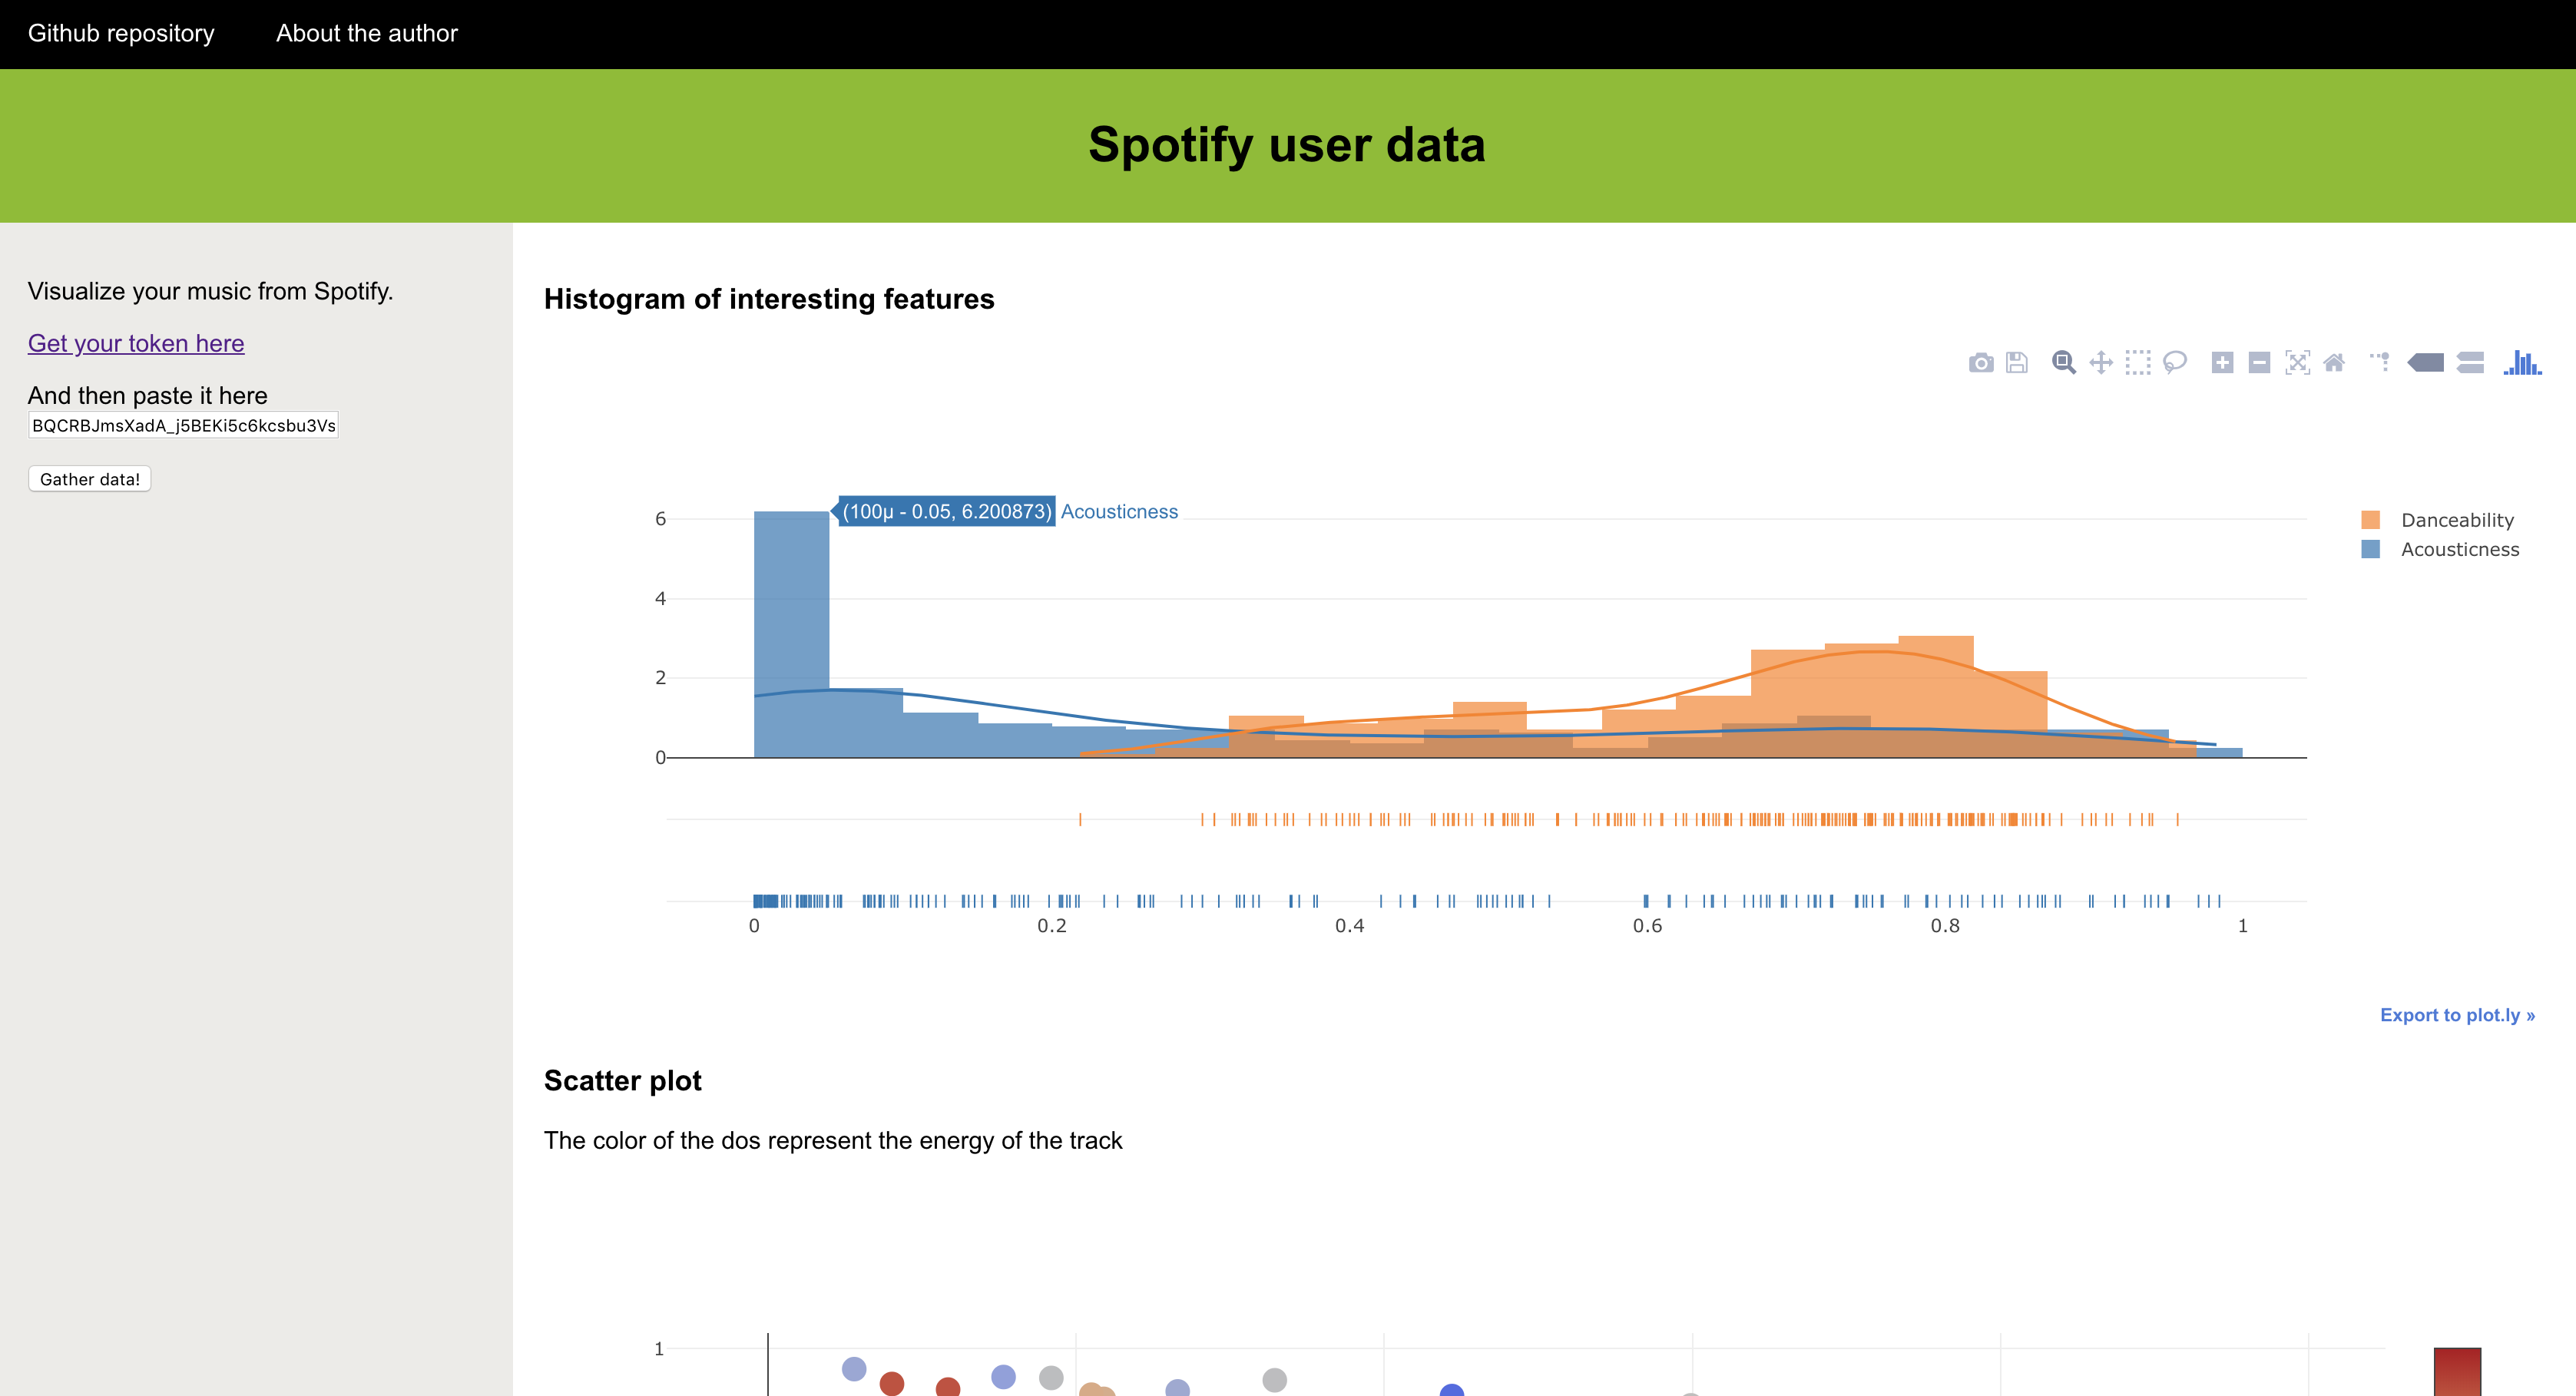 Github repository About the author
Spotify user data
Visualize your music from Spotify.
Get your token here
And then paste it here
BQCRBJmsXadA_j5BEKi5c6kcsbu3Vs
Gather data!
Histogram of interesting features
(100µ - 0.05, 6.200873) Acousticness
6
4
2
0
Danceability
Acousticness
0 0.2 0.4 0.6 0.8 1
Export to plot.ly »
Scatter plot
The color of the dos represent the energy of the track
1